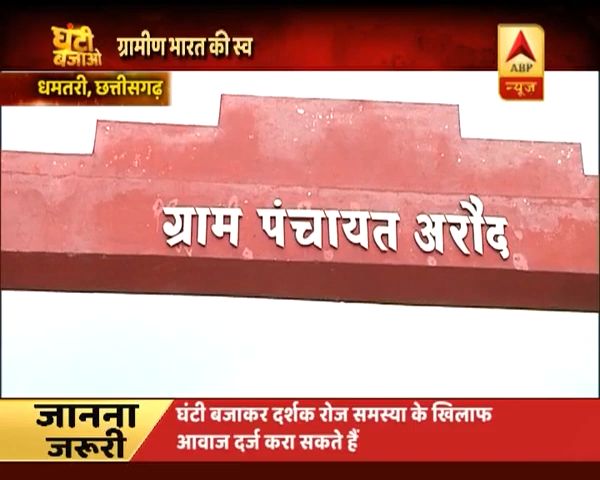 घंटी
बजाओ
ग्रामीण भारत की स्व
ABP
न्यूज़
धमतरी, छत्तीसगढ़
ग्राम पंचायत अरौद
जानना
जरूरी
घंटी बजाकर दर्शक रोज समस्या के खिलाफ
आवाज दर्ज करा सकते हैं